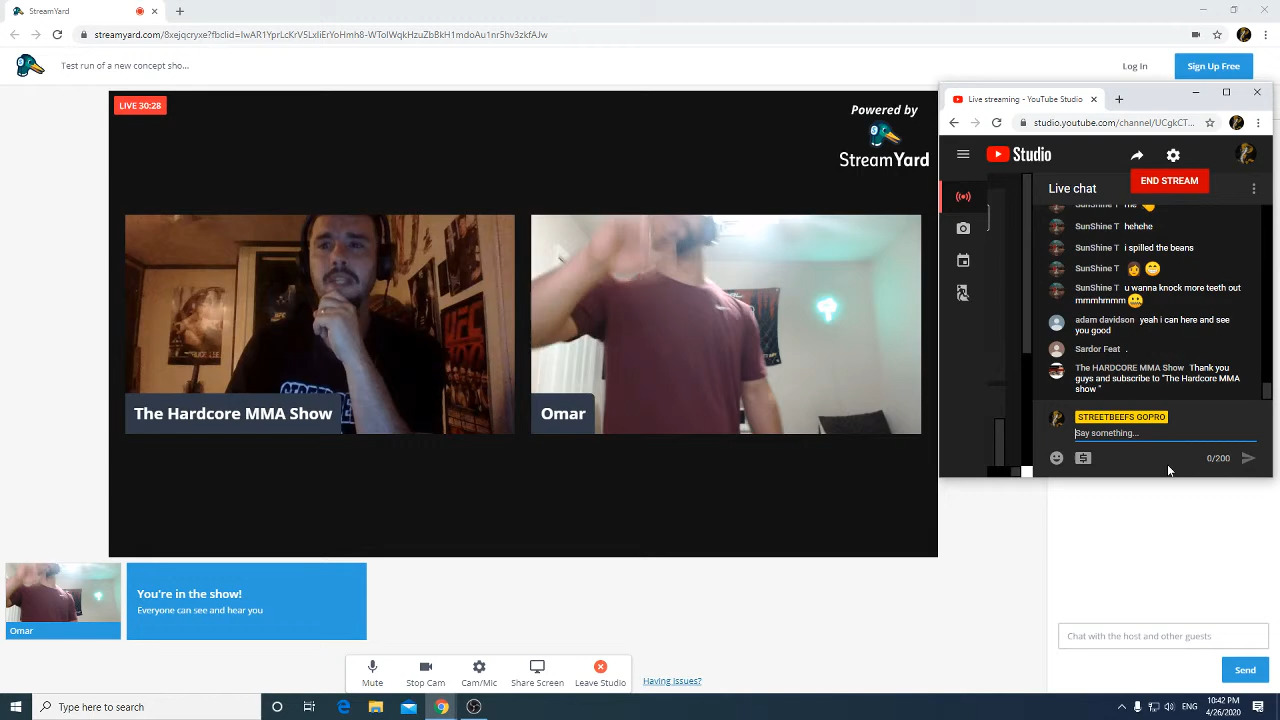 StreamYard
streamyard.com/8xejqcryxe?fbclid=IwAR1YprLcKrV5LxliErYoHmh8-WTolWqkHzuZbBkH1mdoAu1nr5hv3zkfAJw
Test run of a new concept sho...
Log In
Sign Up Free
LIVE 30:28
Powered by
StreamYard
The Hardcore MMA Show
Omar
Live streaming - YouTube Studio
studio.youtube.com/channel/UCgkCT...
Studio
END STREAM
Live chat
SunShine T hehehe
SunShine T i spilled the beans
SunShine T
SunShine T u wanna knock more teeth out
mmmhmmm
adam davidson yeah i can here and see
you good
Sardor Feat .
The HARDCORE MMA Show Thank you
guys and subscribe to "The Hardcore MMA
show "
STREETBEEFS GOPRO
Say something...
0/200
Omar
You're in the show!
Everyone can see and hear you
Mute
Stop Cam
Cam/Mic
Share Screen
Leave Studio
Having issues?
Chat with the host and other guests
Send
Type here to search
10:42 PM
4/26/2020